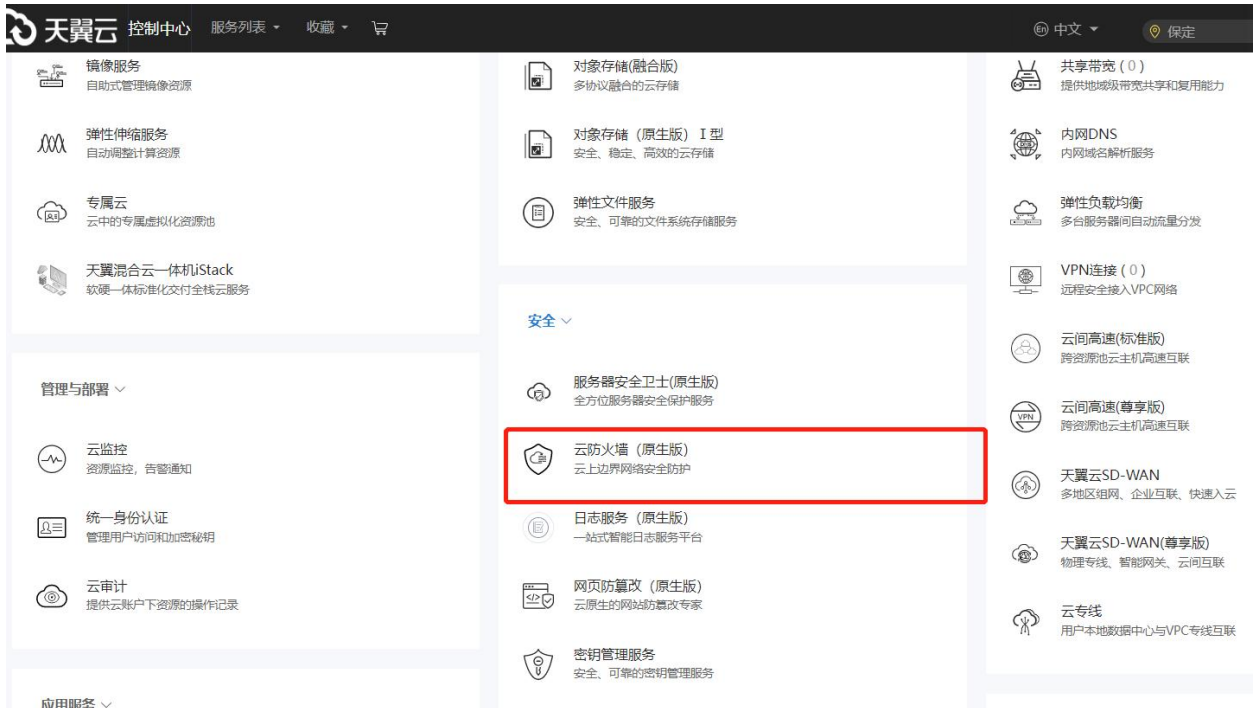 天翼云 控制中心 服务列表 收藏 En 中文 保定
镜像服务
自助式管理镜像资源
弹性伸缩服务
自动调整计算资源
专属云
云中的专属虚拟化资源池
天翼混合云一体机iStack
软硬一体标准化交付全栈云服务
管理与部署
云监控
资源监控，告警通知
统一身份认证
管理用户访问和加密秘钥
云审计
提供云账户下资源的操作记录
应用服务
对象存储(融合版)
多协议融合的云存储
对象存储（原生版）I型
安全、稳定、高效的云存储
弹性文件服务
安全、可靠的文件系统存储服务
安全
服务器安全卫士(原生版)
全方位服务器安全保护服务
云防火墙（原生版）
云上边界网络安全防护
日志服务（原生版）
一站式智能日志服务平台
网页防篡改（原生版）
云原生的网站防篡改专家
密钥管理服务
安全、可靠的密钥管理服务
共享带宽 ( 0 )
提供地域级带宽共享和复用能力
DNS
内网DNS
内网域名解析服务
弹性负载均衡
多台服务器间自动流量分发
VPN连接 ( 0 )
远程安全接入VPC网络
云间高速(标准版)
跨资源池云主机高速互联
VPN
云间高速(尊享版)
跨资源池云主机高速互联
天翼云SD-WAN
多地区组网、企业互联、快速入云
天翼云SD-WAN(尊享版)
物理专线、智能网关、云间互联
云专线
用户本地数据中心与VPC专线互联